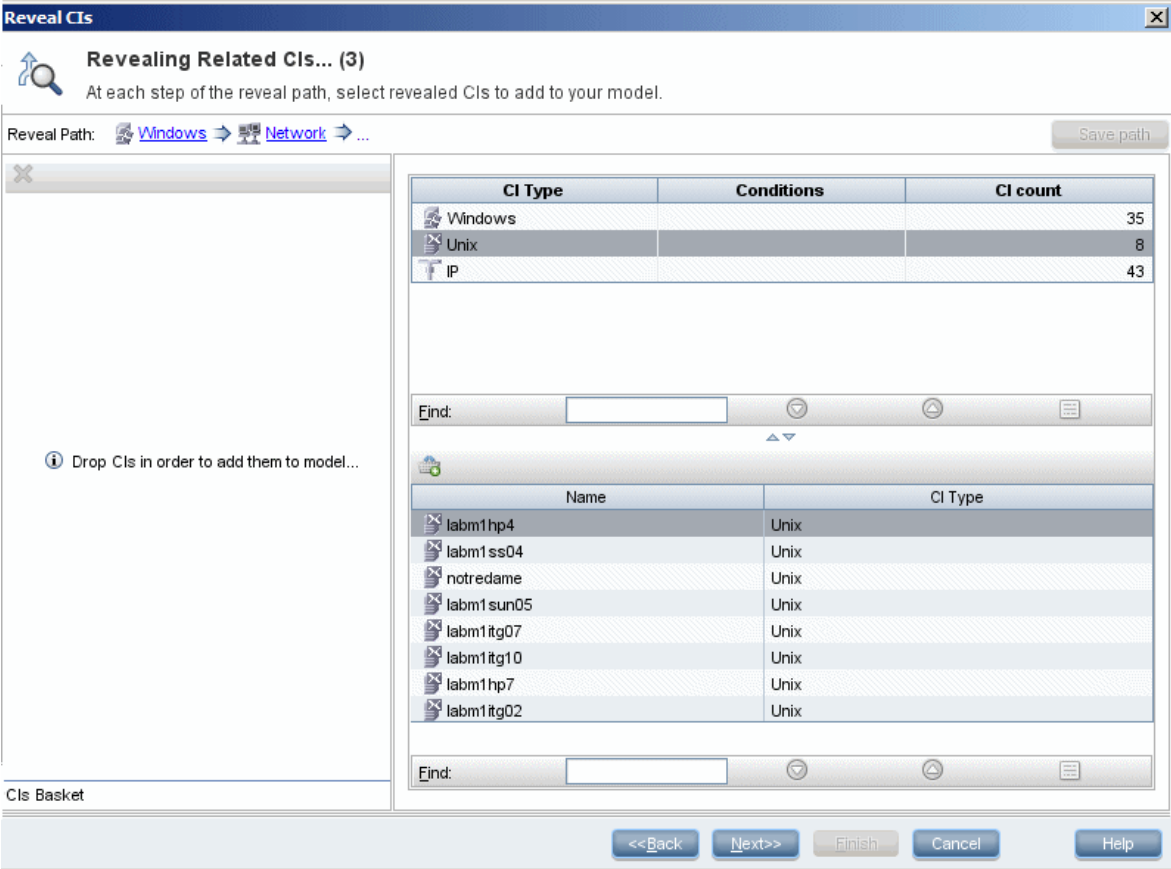 Reveal CIs
Revealing Related CIs... (3)
At each step of the reveal path, select revealed CIs to add to your model.
Reveal Path: Windows Network ...
Save path
CI Type Conditions CI count
Windows 35
Unix 8
IP 43
Find:
Drop CIs in order to add them to model...
Name CI Type
labm1hp4 Unix
labm1ss04 Unix
notredame Unix
labm1sun05 Unix
labm1itg07 Unix
labm1itg10 Unix
labm1hp7 Unix
labm1itg02 Unix
Find:
CIs Basket
<<Back Next>> Finish Cancel Help